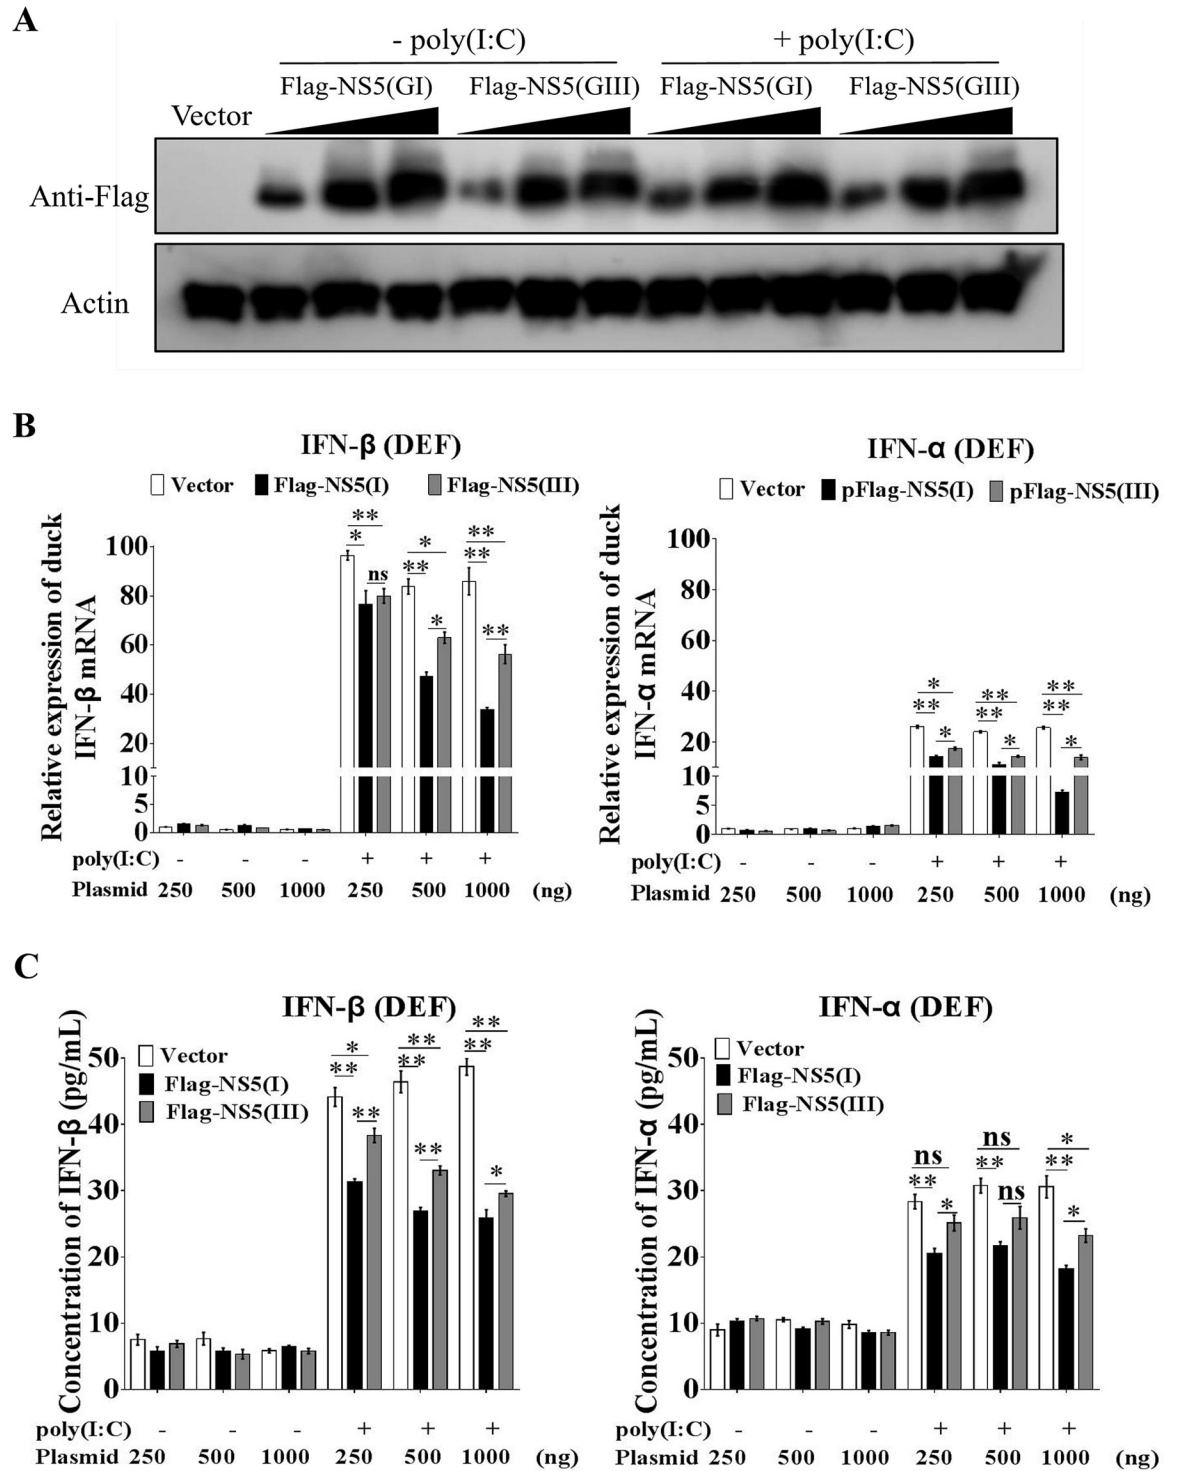 A
- poly(I:C) + poly(I:C)
Flag-NS5(GI) Flag-NS5(GIII) Flag-NS5(GI) Flag-NS5(GIII)
Vector
Anti-Flag
Actin
B
IFN-β (DEF)
Vector Flag-NS5(I) Flag-NS5(III)
Relative expression of duck
IFN-β mRNA
100
80
60
40
20
10
5
0
* ** ns
** * *
** ** **
poly(I:C) - - - + + +
Plasmid 250 500 1000 250 500 1000 (ng)
IFN-α (DEF)
Vector pFlag-NS5(I) pFlag-NS5(III)
Relative expression of duck
IFN-α mRNA
100
80
60
40
20
10
5
0
* ** *
** ** *
** ** *
poly(I:C) - - - + + +
Plasmid 250 500 1000 250 500 1000 (ng)
C
IFN-β (DEF)
Vector
Flag-NS5(I)
Flag-NS5(III)
Concentration of IFN-β (pg/mL)
50
40
30
20
10
0
* ** **
** ** **
** ** *
poly(I:C) - - - + + +
Plasmid 250 500 1000 250 500 1000 (ng)
IFN-α (DEF)
Vector
Flag-NS5(I)
Flag-NS5(III)
Concentration of IFN-α (pg/mL)
50
40
30
20
10
0
ns ** *
ns ** ns
* ** *
poly(I:C) - - - + + +
Plasmid 250 500 1000 250 500 1000 (ng)